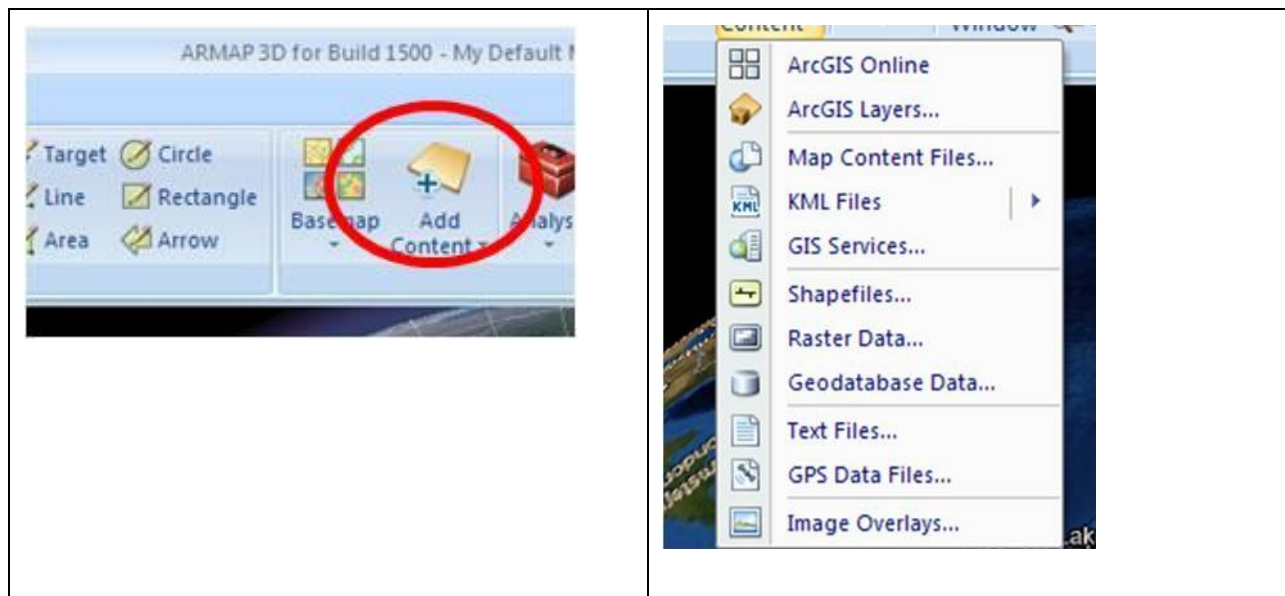 ARMAP 3D for Build 1500 - My Default
Target Circle
Line Rectangle
Area Arrow
Basemap Add Content
Content Window
ArcGIS Online
ArcGIS Layers...
Map Content Files...
KML
KML Files
GIS Services...
Shapefiles...
Raster Data...
Geodatabase Data...
Text Files...
GPS Data Files...
Image Overlays...